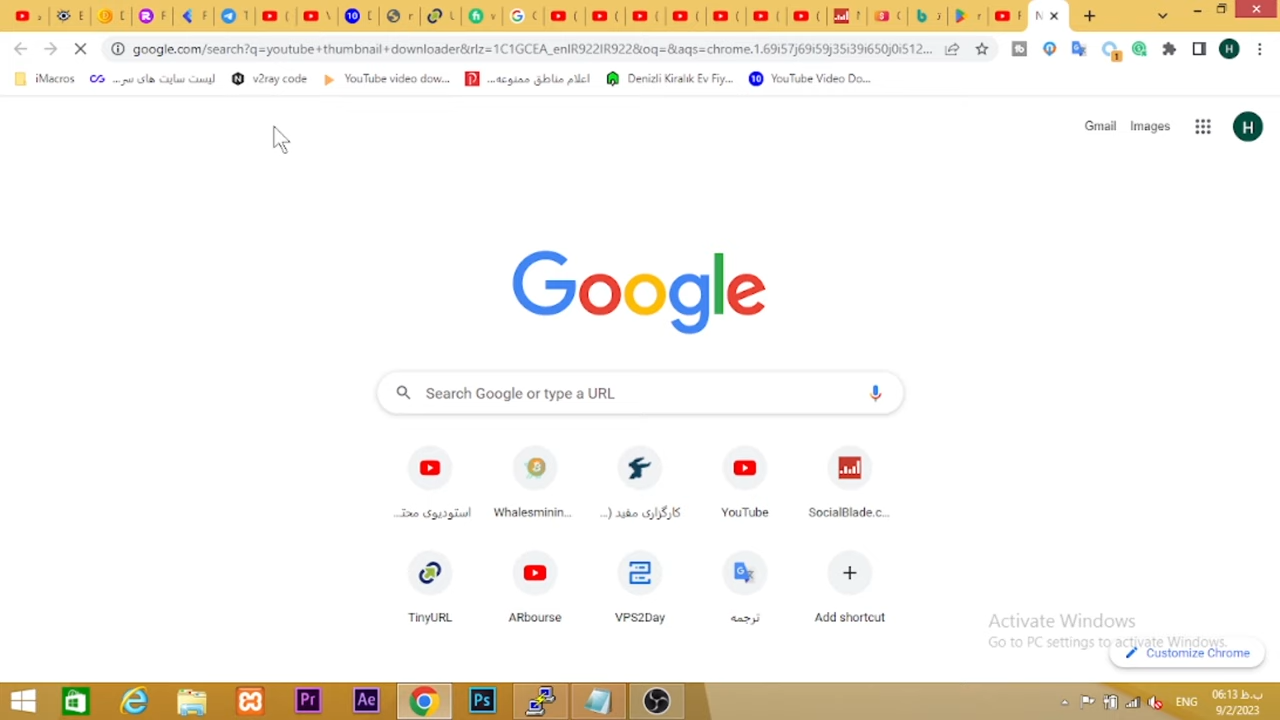 google.com/search?q=youtube+thumbnail+downloader&rlz=1C1GCEA_enIR922IR922&oq=&aqs=chrome.1.69i57j69i59j35i39i650j0i512...
iMacros
لیست سایت های سر...
v2ray code
YouTube video dow...
اعلام مناطق ممنوعه...
Denizli Kiralık Ev Fiy...
YouTube Video Do...
Gmail
Images
H
Google
Search Google or type a URL
استودیوی محت...
Whalesminin...
کارگزاری مفید (...
YouTube
SocialBlade.c...
TinyURL
ARbourse
VPS2Day
ترجمه
Add shortcut
Activate Windows
Go to PC settings to activate Windows.
Customize Chrome
Pr
Ae
Ps
ENG
06:13 ب.ظ
9/2/2023